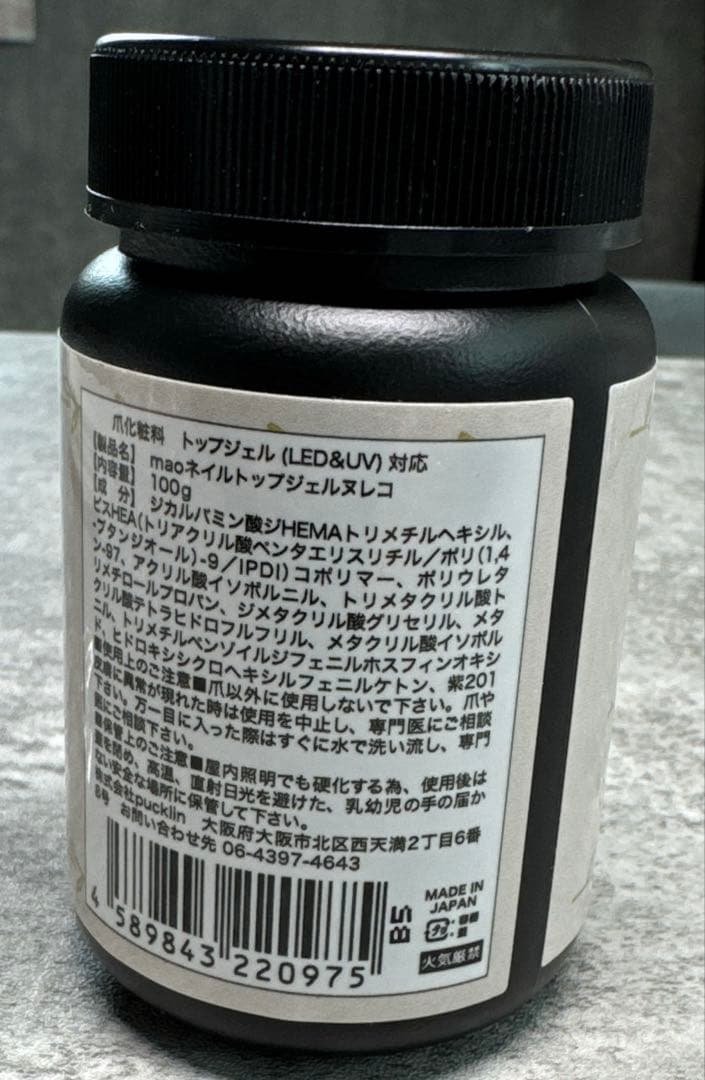 爪化粧料　トップジェル (LED&UV) 対応
【製品名】 maoネイルトップジェルヌレコ
【内容量】 100g
【成　分】 ジカルバミン酸ジHEMAトリメチルヘキシル、
ビスHEA(トリアクリル酸ペンタエリスリチル／ポリ(1,4
-ブタンジオール)-9／IPDI)コポリマー、ポリウレタ
ン-97、アクリル酸イソボルニル、トリメタクリル酸ト
リメチロールプロパン、ジメタクリル酸グリセリル、メタ
クリル酸テトラヒドロフルフリル、メタクリル酸イソボル
ニル、トリメチルベンゾイルジフェニルホスフィンオキシ
ド、ヒドロキシシクロヘキシルフェニルケトン、紫201
■使用上のご注意■爪以外に使用しないで下さい。爪や
皮膚に異常が現れた時は使用を中止し、専門医にご相談
下さい。万一目に入った際はすぐに水で洗い流し、専門
医にご相談下さい。
■保管上のご注意■屋内照明でも硬化する為、使用後は
蓋を閉め、高温、直射日光を避けた、乳幼児の手の届か
ない安全な場所に保管して下さい。
株式会社pucklin　大阪府大阪市北区西天満2丁目6番
8号　お問い合わせ先 06-4397-4643
4 589843 220975
5B
MADE IN
JAPAN
プラ
容器
蓋
火気厳禁